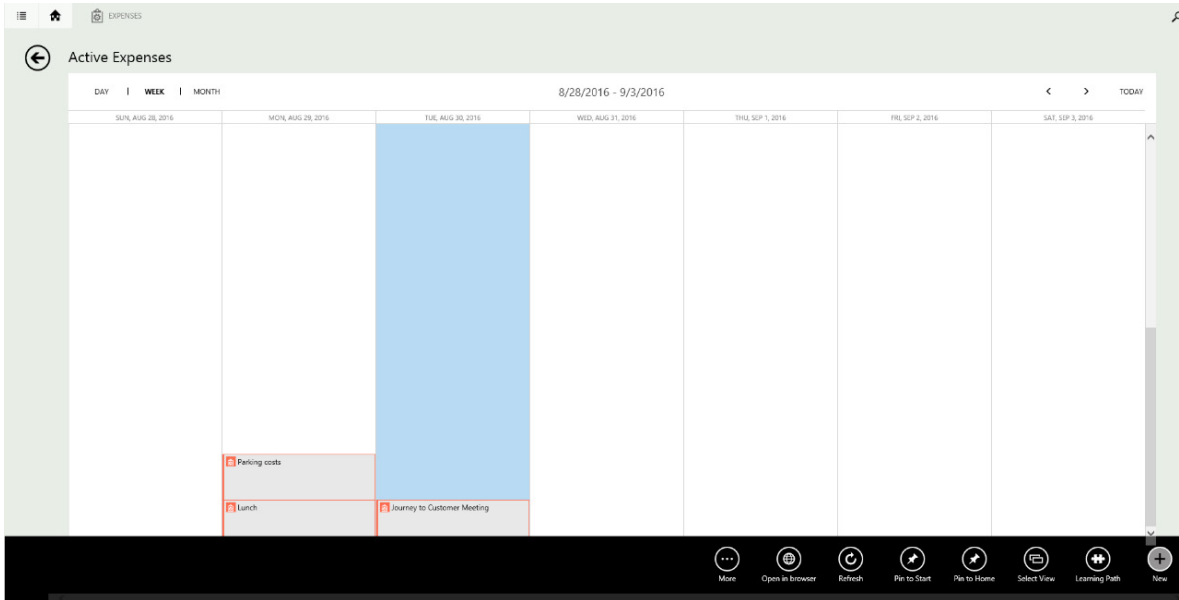 EXPENSES
Active Expenses
DAY | WEEK | MONTH 8/28/2016 - 9/3/2016 < > TODAY
SUN, AUG 28, 2016 MON, AUG 29, 2016 TUE, AUG 30, 2016 WED, AUG 31, 2016 THU, SEP 1, 2016 FRI, SEP 2, 2016 SAT, SEP 3, 2016
Parking costs
Lunch Journey to Customer Meeting
More Open in browser Refresh Pin to Start Pin to Home Select View Learning Path New